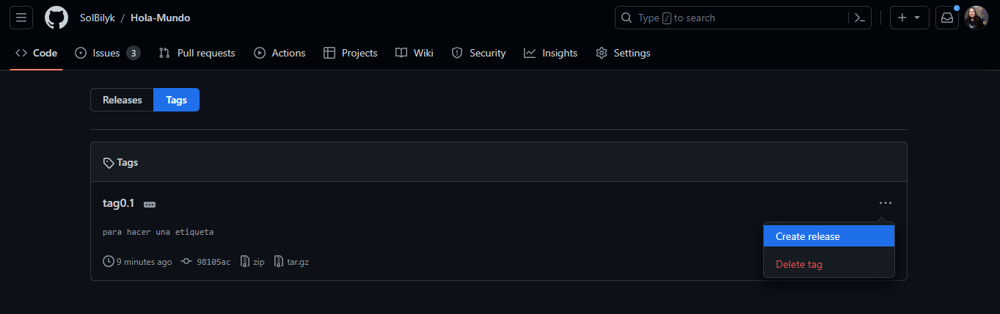 SolBilyk / Hola-Mundo
Type / to search
Code Issues 3 Pull requests Actions Projects Wiki Security Insights Settings
Releases Tags
Tags
tag0.1
para hacer una etiqueta
Create release
9 minutes ago 98105ac zip tar.gz
Delete tag